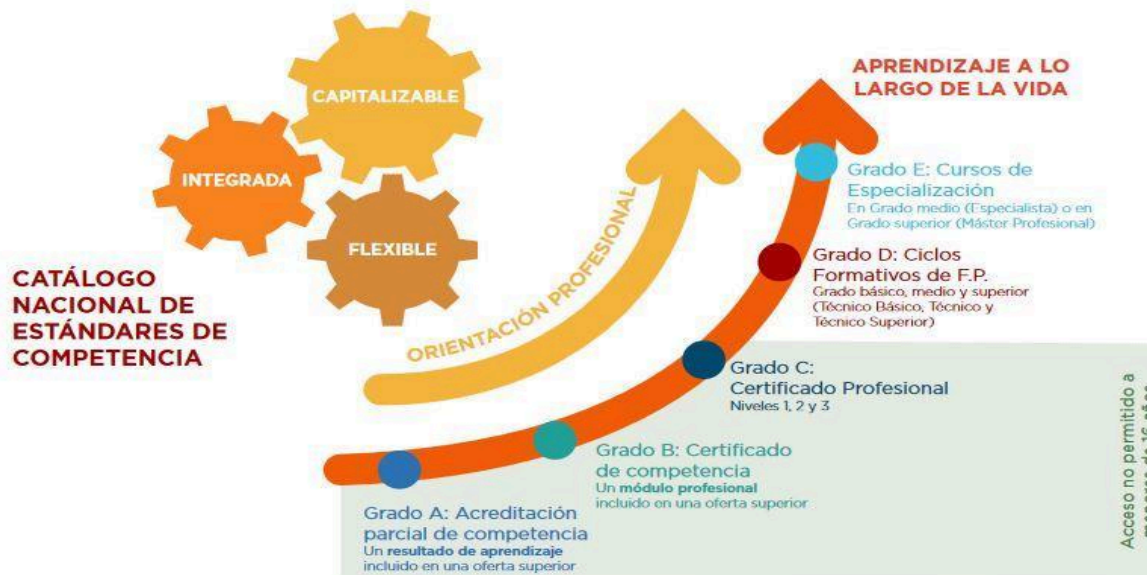 CAPITALIZABLE
INTEGRADA
FLEXIBLE
CATÁLOGO
NACIONAL DE
ESTÁNDARES DE
COMPETENCIA
ORIENTACIÓN PROFESIONAL
APRENDIZAJE A LO
LARGO DE LA VIDA
Grado E: Cursos de
Especialización
En Grado medio (Especialista) o en
Grado superior (Máster Profesional)
Grado D: Ciclos
Formativos de F.P.
Grado básico, medio y superior
(Técnico Básico, Técnico y
Técnico Superior)
Grado C:
Certificado Profesional
Niveles 1, 2 y 3
Grado B: Certificado
de competencia
Un módulo profesional
incluido en una oferta superior
Grado A: Acreditación
parcial de competencia
Un resultado de aprendizaje
incluido en una oferta superior
Acceso no permitido a